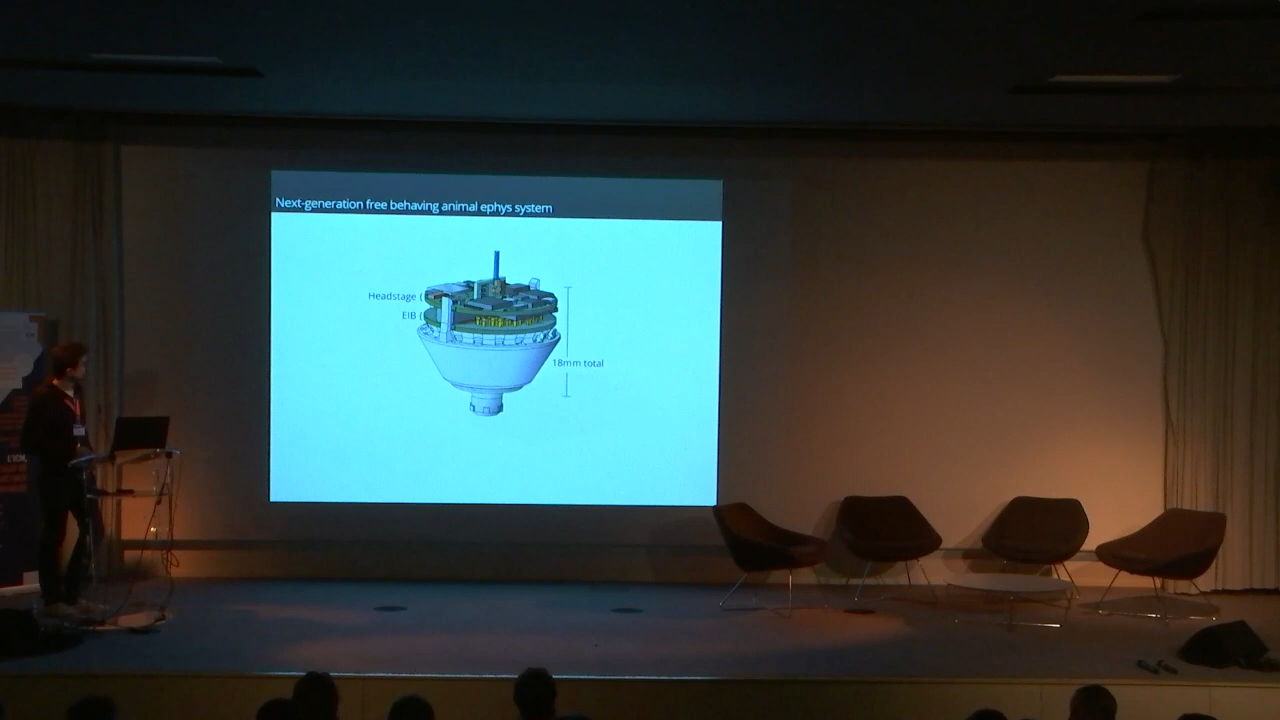 Next-generation free behaving animal ephys system
Headstage (
EIB (
18mm total